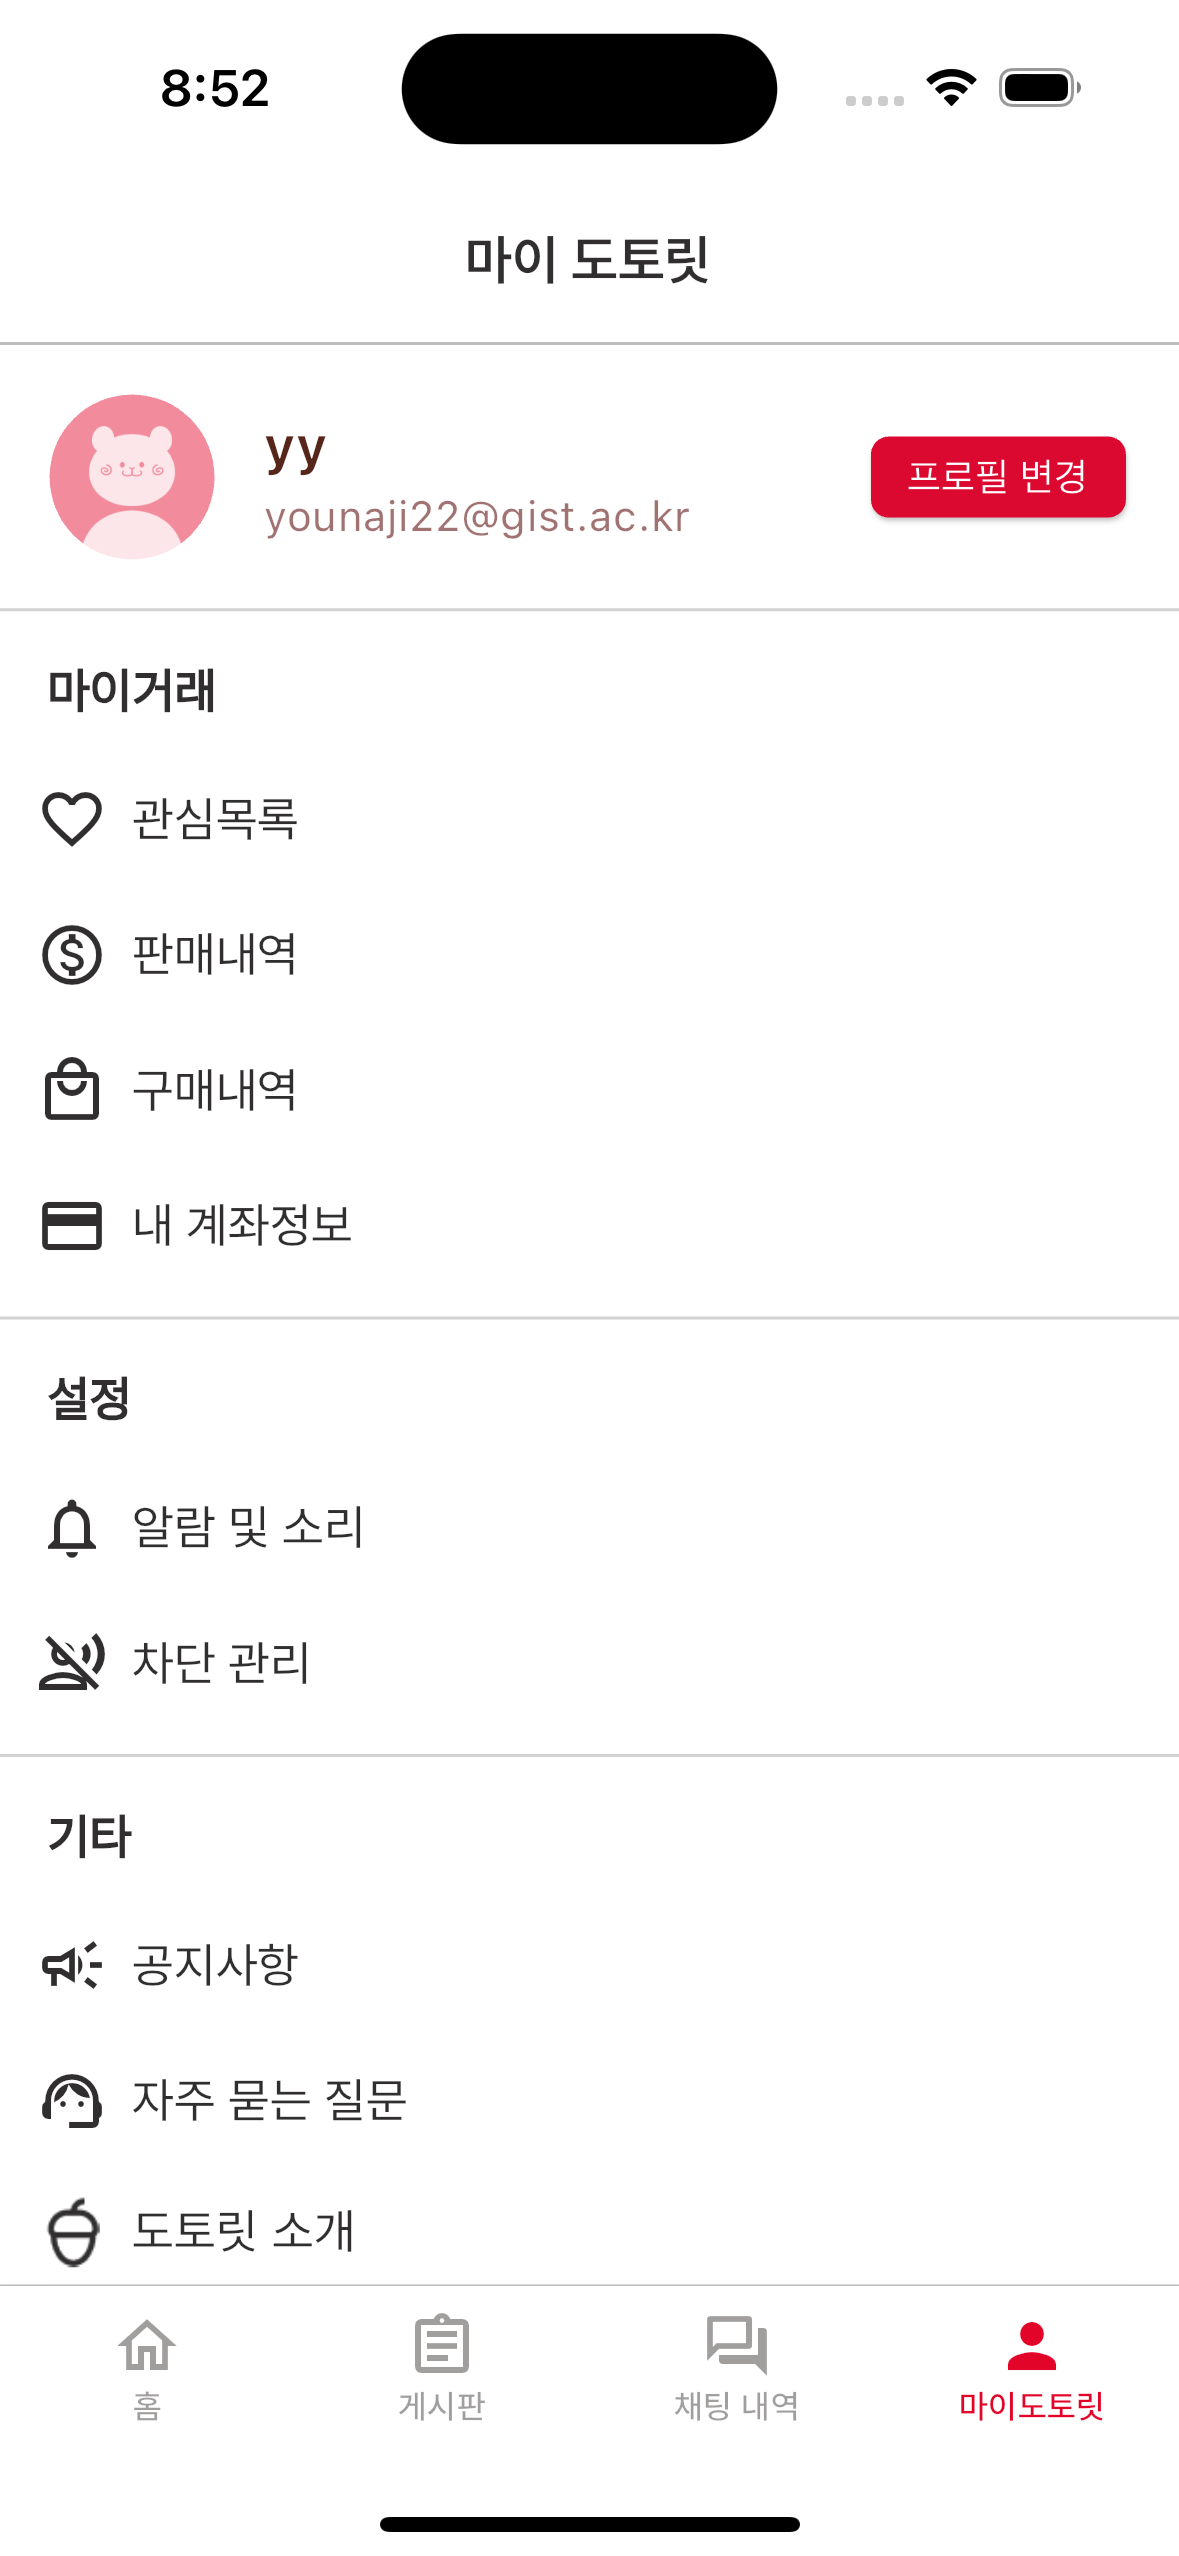 8:52
마이 도토릿
yy
younaji22@gist.ac.kr
프로필 변경
마이거래
관심목록
판매내역
구매내역
내 계좌정보
설정
알람 및 소리
차단 관리
기타
공지사항
자주 묻는 질문
도토릿 소개
홈
게시판
채팅 내역
마이도토릿